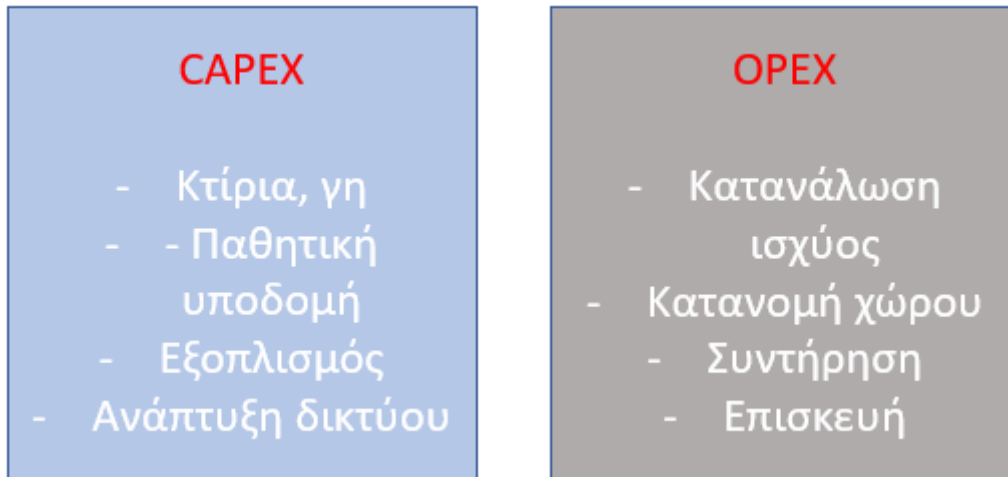 CAPEX
- Κτίρια, γη
- - Παθητική
υποδομή
- Εξοπλισμός
- Ανάπτυξη δικτύου
OPEX
- Κατανάλωση
ισχύος
- Κατανομή χώρου
- Συντήρηση
- Επισκευή